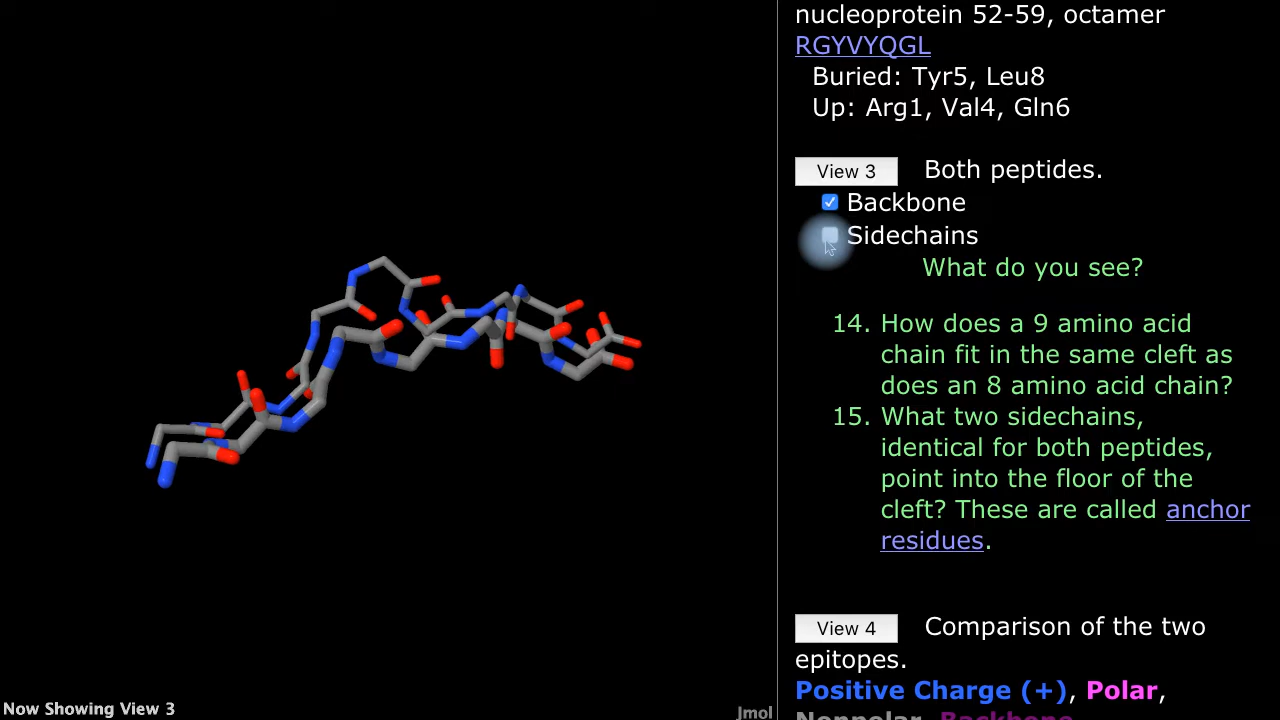 nucleoprotein 52-59, octamer
RGYVYQGL
Buried: Tyr5, Leu8
Up: Arg1, Val4, Gln6
View 3 Both peptides.
Backbone
Sidechains
What do you see?
14. How does a 9 amino acid
chain fit in the same cleft as
does an 8 amino acid chain?
15. What two sidechains,
identical for both peptides,
point into the floor of the
cleft? These are called anchor
residues.
View 4 Comparison of the two
epitopes.
Positive Charge (+), Polar,
Nonpolar, Backbone
Now Showing View 3
Jmol